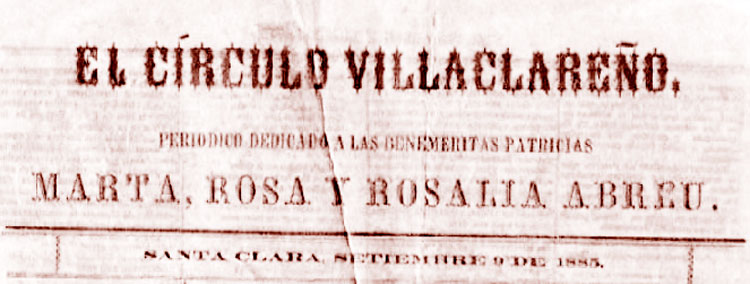 EL CÍRCULO VILLACLAREÑO.
PERIODICO DEDICADO A LAS BENEMERITAS PATRICIAS
MARTA, ROSA Y ROSALIA ABREU.
SANTA CLARA, SETIEMBRE 9 DE 1885.